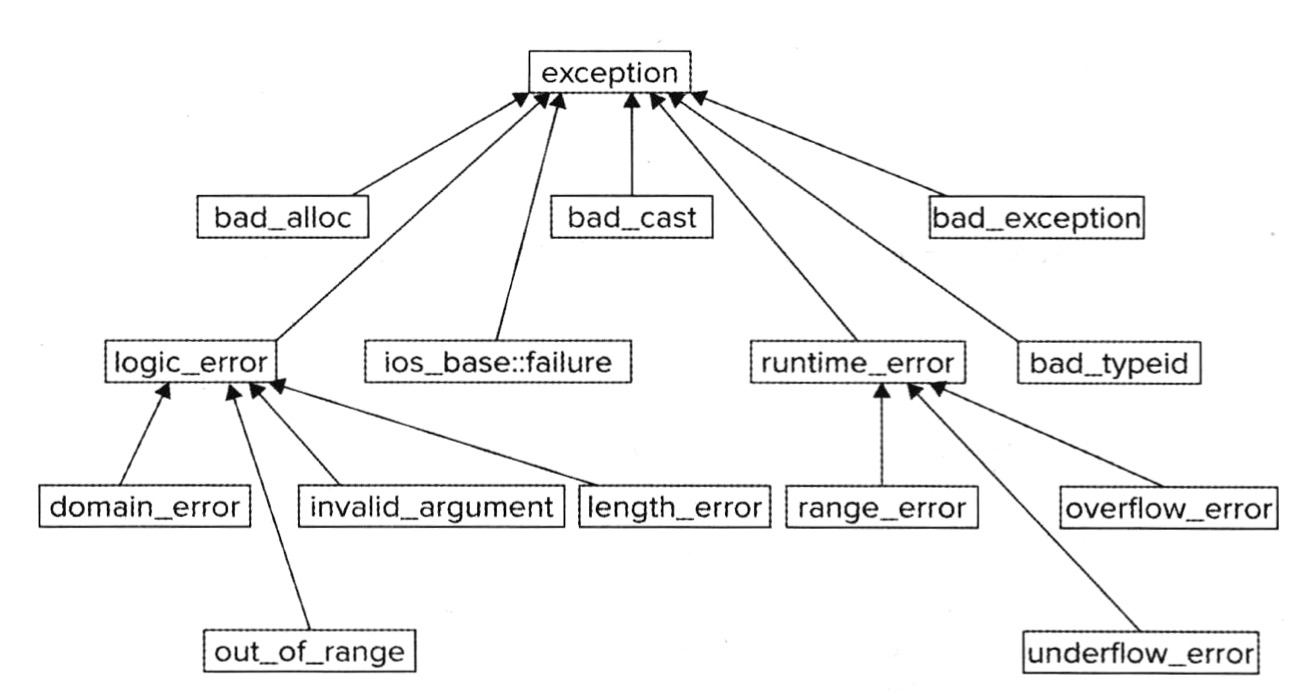 exception
bad_alloc
bad_cast
bad_exception
logic_error
ios_base::failure
runtime_error
bad_typeid
domain_error
invalid_argument
length_error
range_error
overflow_error
out_of_range
underflow_error